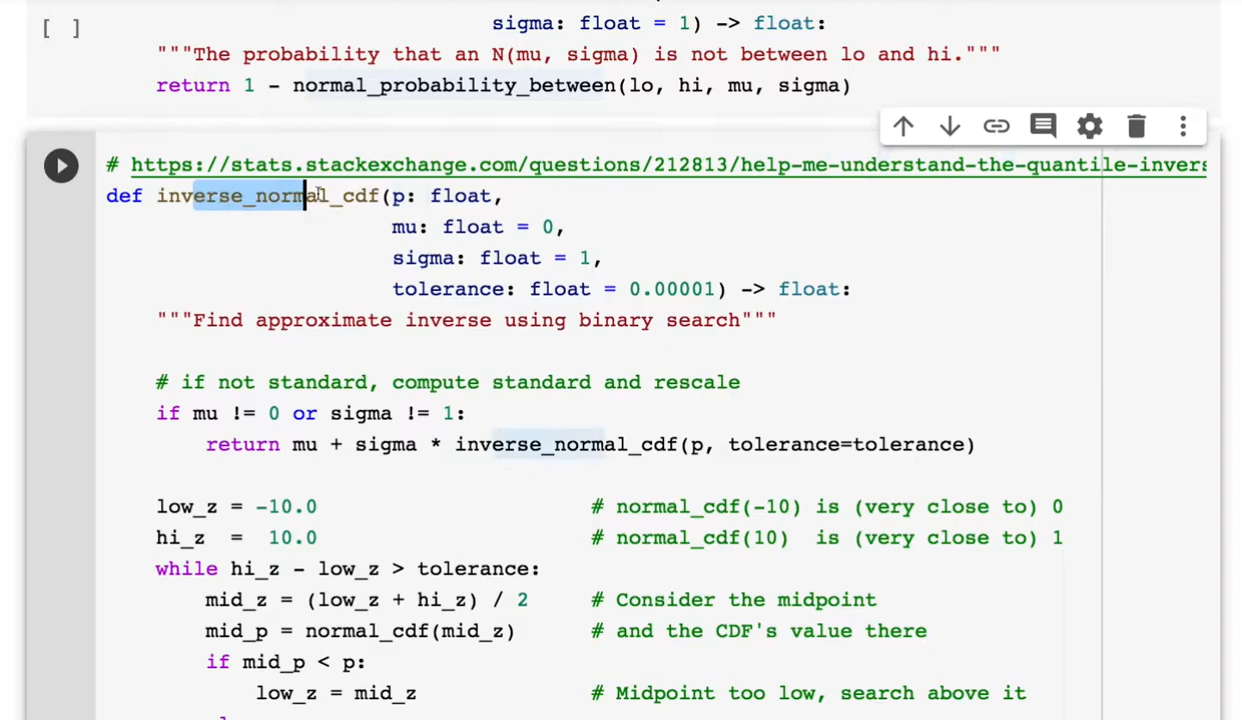 [ ]
sigma: float = 1) -> float:
"""The probability that an N(mu, sigma) is not between lo and hi."""
return 1 - normal_probability_between(lo, hi, mu, sigma)
# https://stats.stackexchange.com/questions/212813/help-me-understand-the-quantile-invers
def inverse_normal_cdf(p: float,
mu: float = 0,
sigma: float = 1,
tolerance: float = 0.00001) -> float:
"""Find approximate inverse using binary search"""
# if not standard, compute standard and rescale
if mu != 0 or sigma != 1:
return mu + sigma * inverse_normal_cdf(p, tolerance=tolerance)
low_z = -10.0 # normal_cdf(-10) is (very close to) 0
hi_z = 10.0 # normal_cdf(10) is (very close to) 1
while hi_z - low_z > tolerance:
mid_z = (low_z + hi_z) / 2 # Consider the midpoint
mid_p = normal_cdf(mid_z) # and the CDF's value there
if mid_p < p:
low_z = mid_z # Midpoint too low, search above it